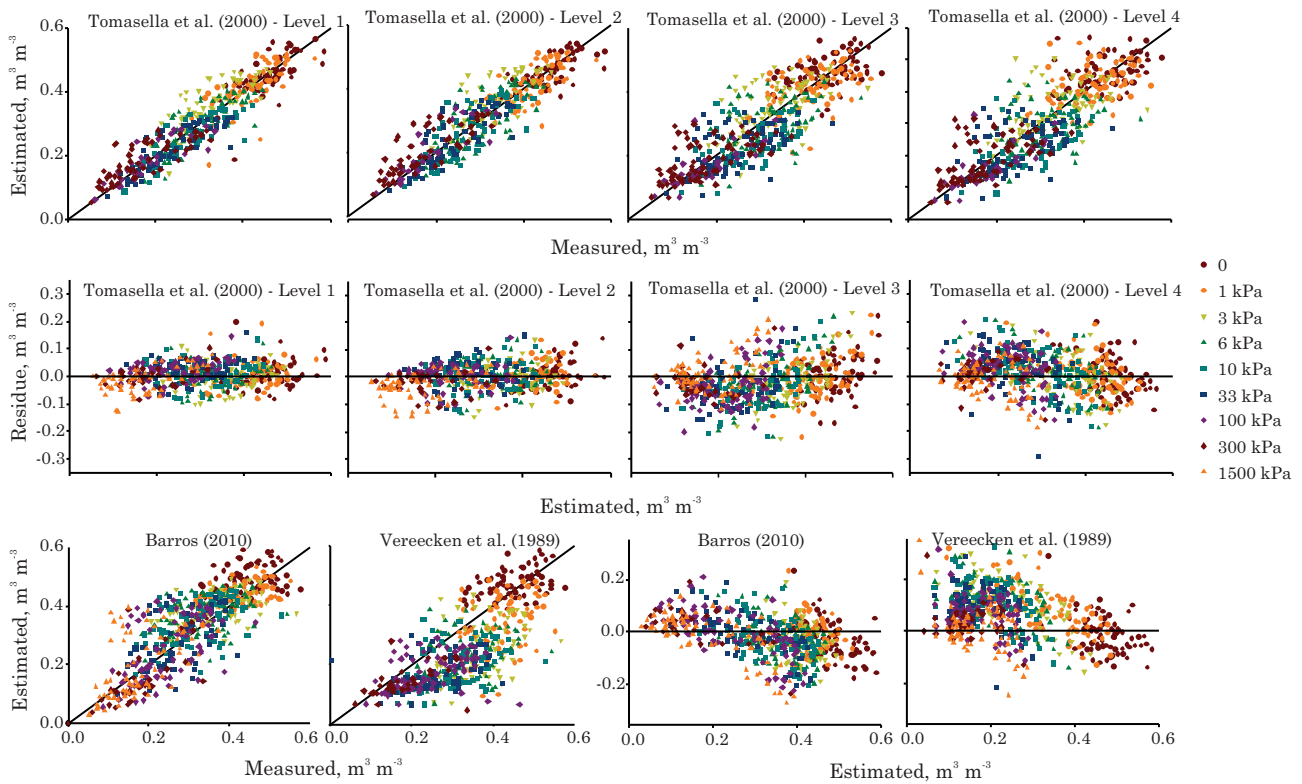 Tomasella et al. (2000) - Level 1
Tomasella et al. (2000) - Level 2
Tomasella et al. (2000) - Level 3
Tomasella et al. (2000) - Level 4
Estimated, m³ m⁻³
0.6
0.4
0.2
0.0
Measured, m³ m⁻³
Tomasella et al. (2000) - Level 1
Tomasella et al. (2000) - Level 2
Tomasella et al. (2000) - Level 3
Tomasella et al. (2000) - Level 4
Residue, m³ m⁻³
0.3
0.2
0.1
0.0
-0.1
-0.2
-0.3
Estimated, m³ m⁻³
0
1 kPa
3 kPa
6 kPa
10 kPa
33 kPa
100 kPa
300 kPa
1500 kPa
Barros (2010)
Vereecken et al. (1989)
Barros (2010)
Vereecken et al. (1989)
Estimated, m³ m⁻³
0.6
0.4
0.2
0.0
0.2
0.0
-0.2
0.0 0.2 0.4 0.6
0.2 0.4 0.6
0.0 0.2 0.4 0.6
0.0 0.2 0.4 0.6
Measured, m³ m⁻³
Estimated, m³ m⁻³